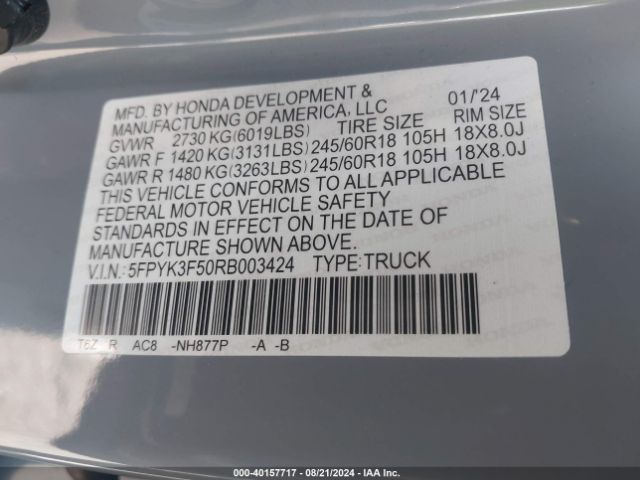 MFD. BY HONDA DEVELOPMENT &
MANUFACTURING OF AMERICA, LLC 01/'24
GVWR 2730 KG(6019LBS) TIRE SIZE RIM SIZE
GAWR F 1420 KG(3131LBS)245/60R18 105H 18X8.0J
GAWR R 1480 KG(3263LBS)245/60R18 105H 18X8.0J
THIS VEHICLE CONFORMS TO ALL APPLICABLE
FEDERAL MOTOR VEHICLE SAFETY
STANDARDS IN EFFECT ON THE DATE OF
MANUFACTURE SHOWN ABOVE.
V.I.N.: 5FPYK3F50RB003424 TYPE:TRUCK
T6Z R AC8 -NH877P -A -B
000-40157717 - 08/21/2024 - IAA